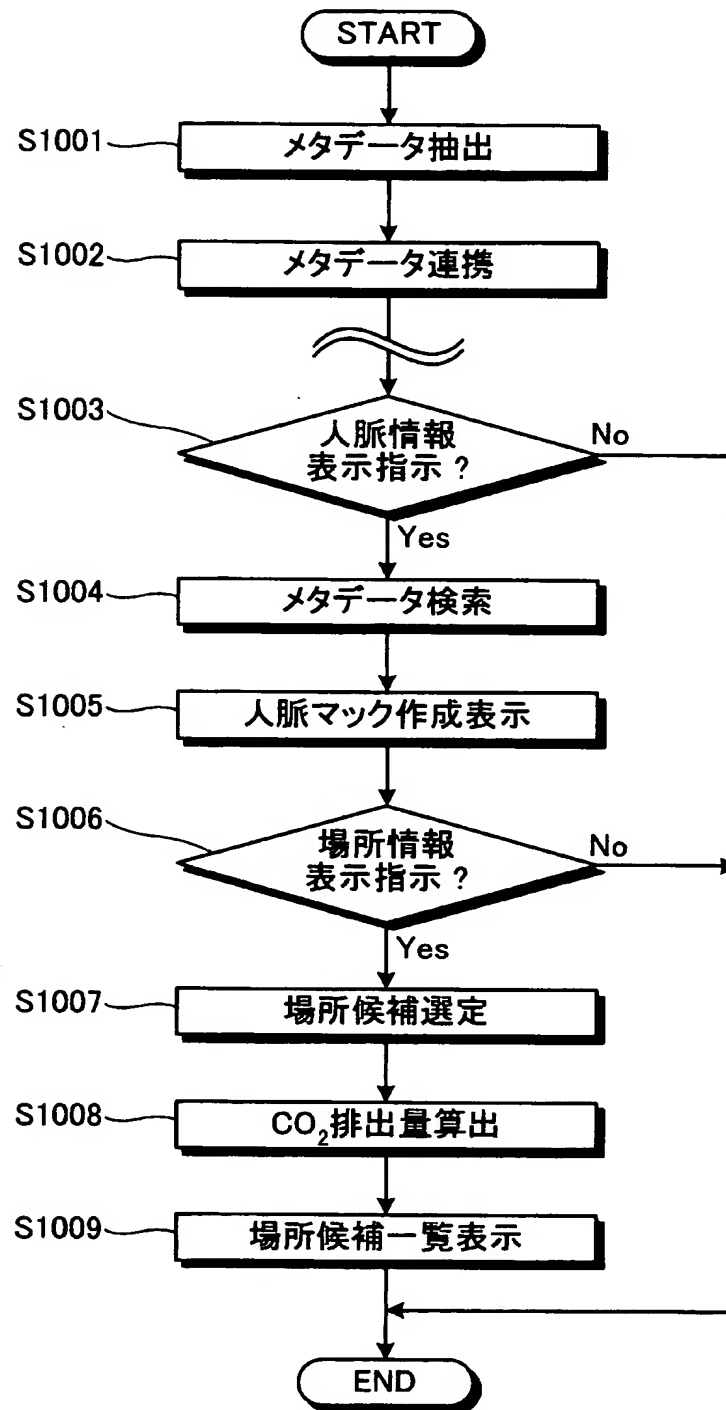 START
S1001
メタデータ抽出
S1002
メタデータ連携
S1003
人脈情報
表示指示?
No
Yes
S1004
メタデータ検索
S1005
人脈マック作成表示
S1006
場所情報
表示指示?
No
Yes
S1007
場所候補選定
S1008
CO₂排出量算出
S1009
場所候補一覧表示
END